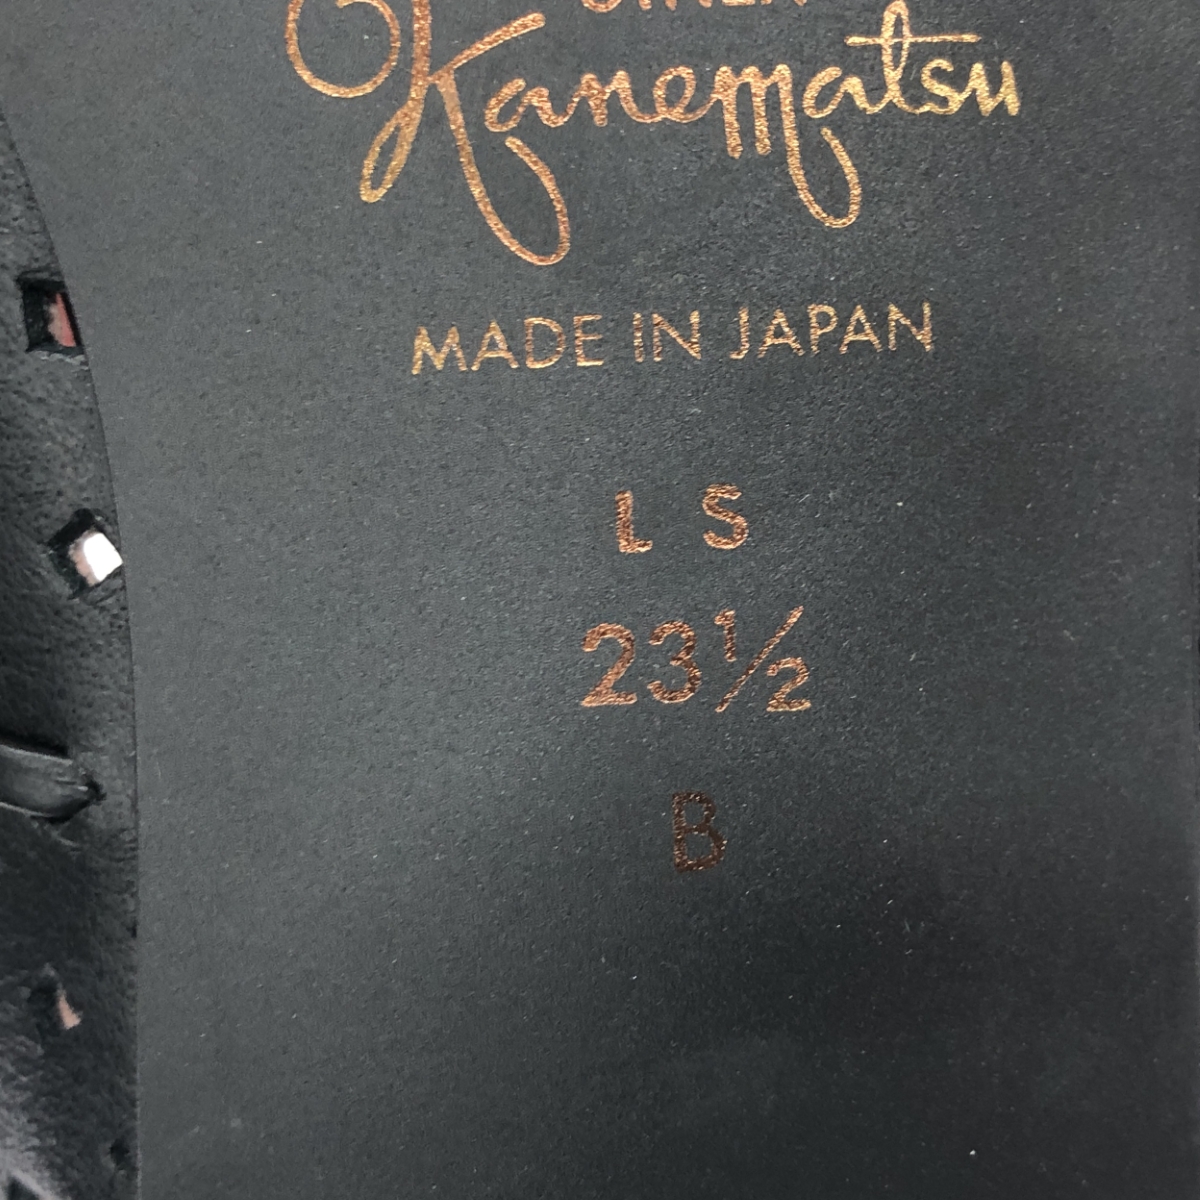 Kanematsu
MADE IN JAPAN
L S
23½
B